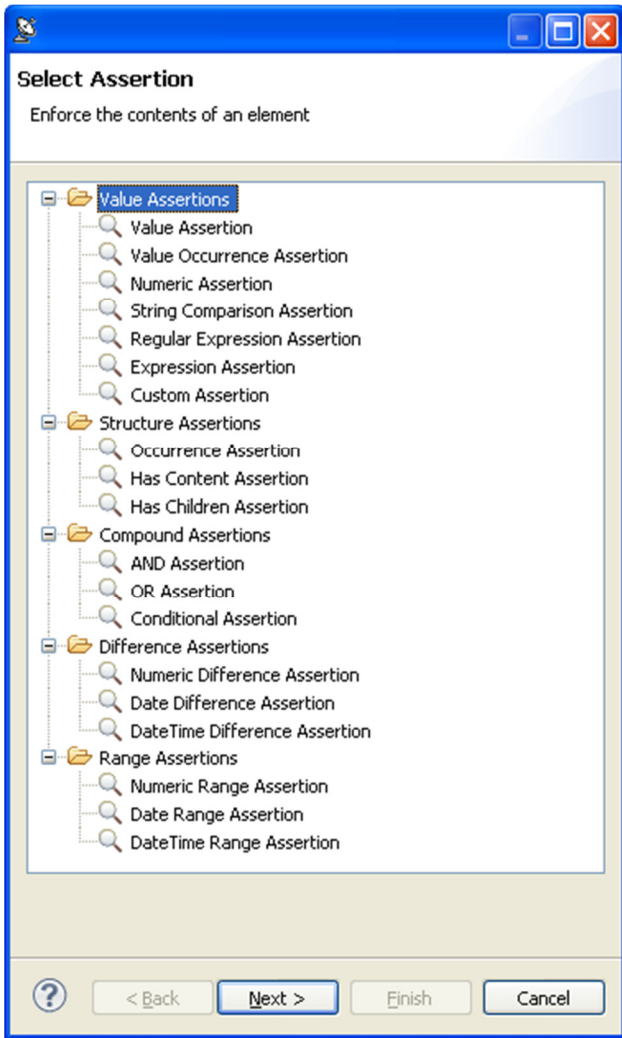 Select Assertion
Enforce the contents of an element
Value Assertions
Value Assertion
Value Occurrence Assertion
Numeric Assertion
String Comparison Assertion
Regular Expression Assertion
Expression Assertion
Custom Assertion
Structure Assertions
Occurrence Assertion
Has Content Assertion
Has Children Assertion
Compound Assertions
AND Assertion
OR Assertion
Conditional Assertion
Difference Assertions
Numeric Difference Assertion
Date Difference Assertion
DateTime Difference Assertion
Range Assertions
Numeric Range Assertion
Date Range Assertion
DateTime Range Assertion
? < Back Next > Finish Cancel